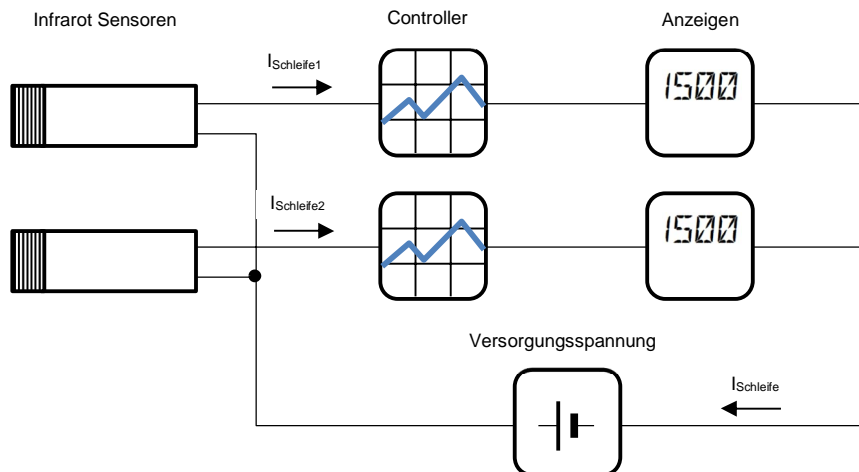 Infrarot Sensoren
Controller
Anzeigen
ISchleife1
1500
ISchleife2
1500
Versorgungsspannung
ISchleife